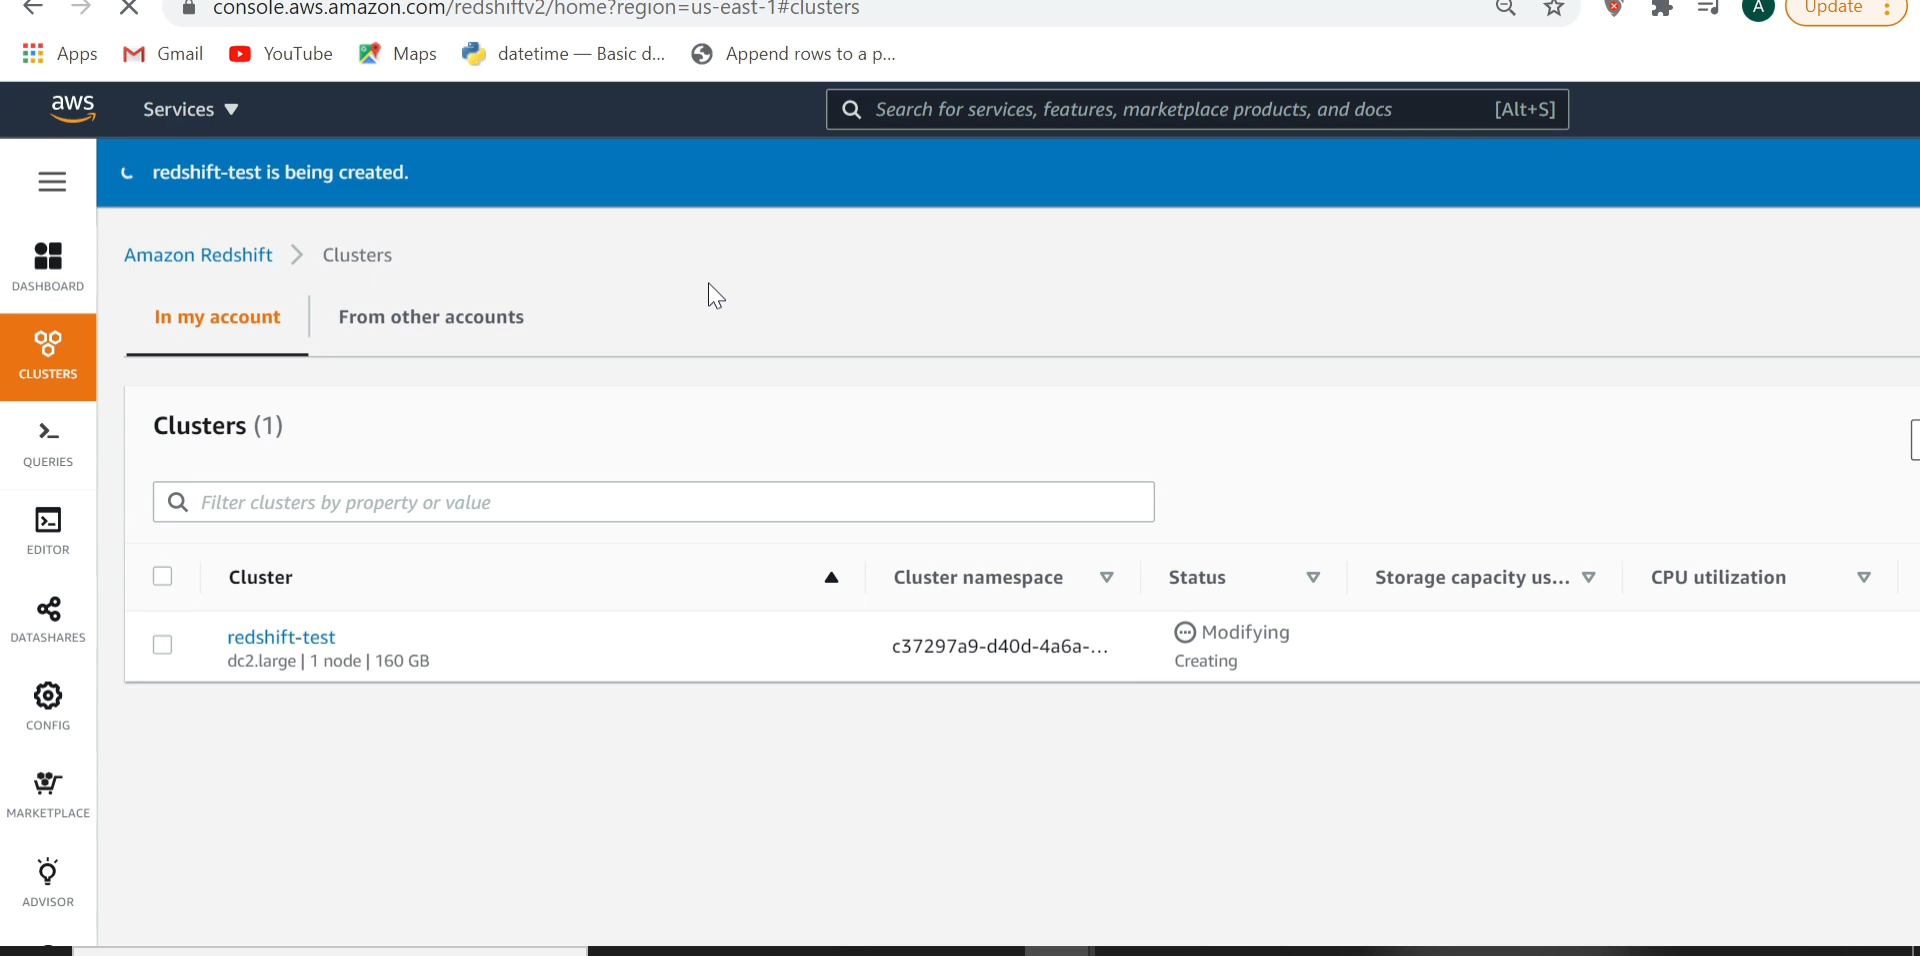 console.aws.amazon.com/redshiftv2/home?region=us-east-1#clusters
A
Update
Apps
Gmail
YouTube
Maps
datetime — Basic d...
Append rows to a p...
aws
Services
Search for services, features, marketplace products, and docs
[Alt+S]
redshift-test is being created.
Amazon Redshift
Clusters
DASHBOARD
In my account
From other accounts
CLUSTERS
Clusters (1)
QUERIES
Filter clusters by property or value
EDITOR
Cluster
Cluster namespace
Status
Storage capacity us...
CPU utilization
DATASHARES
redshift-test
dc2.large | 1 node | 160 GB
c37297a9-d40d-4a6a-...
Modifying
Creating
CONFIG
MARKETPLACE
ADVISOR